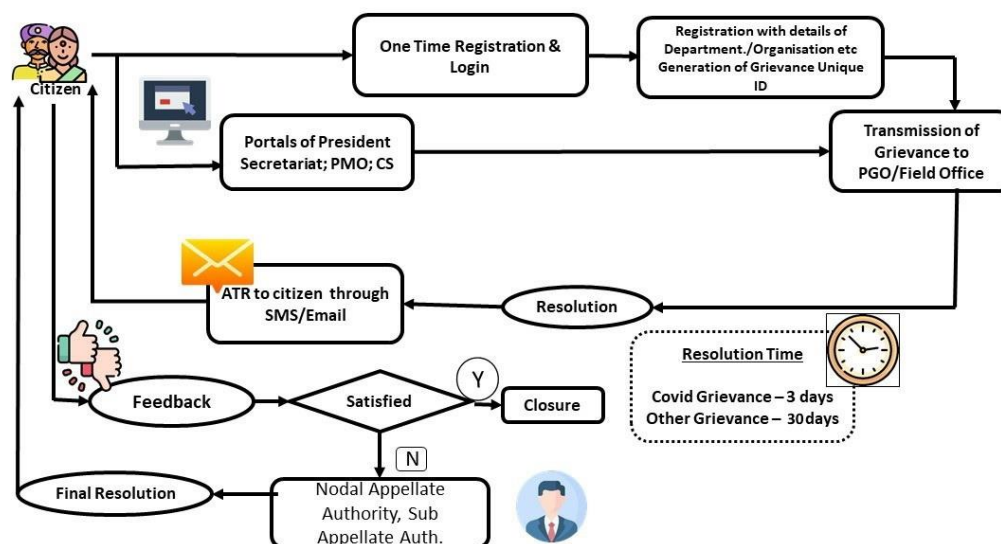 Citizen
One Time Registration &
Login
Registration with details of
Department./Organisation etc
Generation of Grievance Unique
ID
Portals of President
Secretariat; PMO; CS
Transmission of
Grievance to
PGO/Field Office
ATR to citizen through
SMS/Email
Resolution
Resolution Time
Covid Grievance – 3 days
Other Grievance – 30days
Feedback
Satisfied
Y
Closure
N
Final Resolution
Nodal Appellate
Authority, Sub
Appellate Auth.